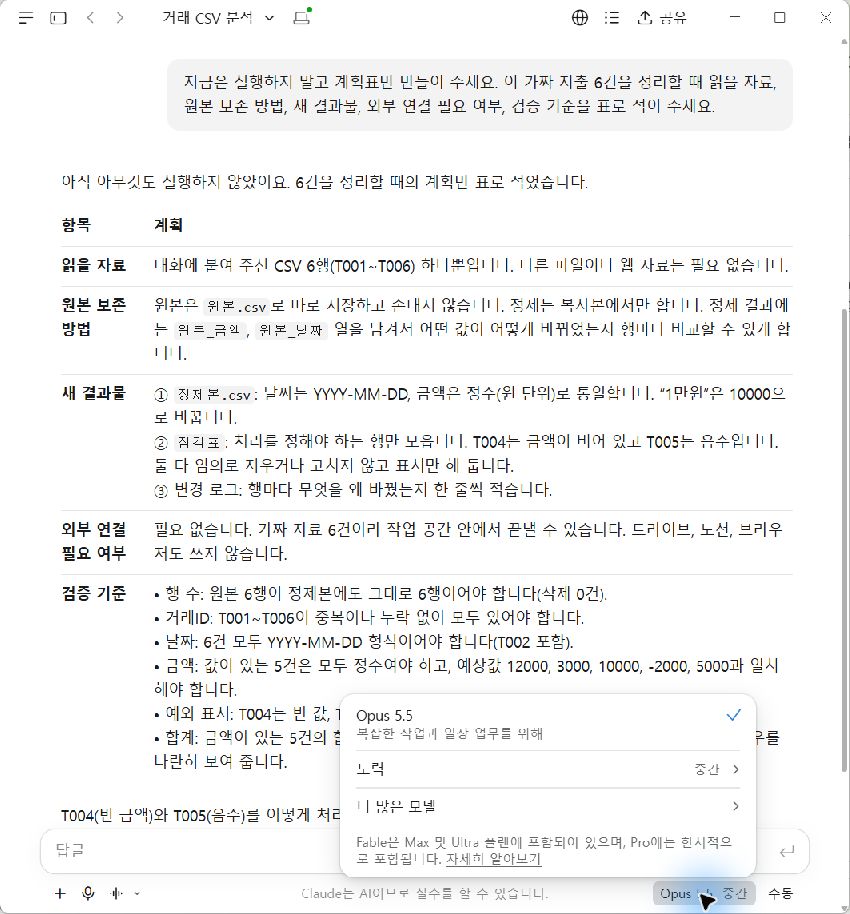 거래 CSV 분석
공유
지금은 실행하지 말고 계획표만 만들어 주세요. 이 가짜 지출 6건을 정리할 때 읽을 자료,
원본 보존 방법, 새 결과물, 외부 연결 필요 여부, 검증 기준을 표로 적어 주세요.
아직 아무것도 실행하지 않았어요. 6건을 정리할 때의 계획만 표로 적었습니다.
항목 계획
읽을 자료 대화에 붙여 주신 CSV 6행(T001~T006) 하나뿐입니다. 다른 파일이나 웹 자료는 필요 없습니다.
원본 보존 방법 원본은 원본.csv로 따로 저장하고 손대지 않습니다. 정제는 복사본에서만 합니다. 정제 결과에
는 원본_금액, 원본_날짜 열을 남겨서 어떤 값이 어떻게 바뀌었는지 행마다 비교할 수 있게 합
니다.
새 결과물 ① 정제본.csv: 날짜는 YYYY-MM-DD, 금액은 정수(원 단위)로 통일합니다. “1만원”은 10000으
로 바꿉니다.
② 점검표: 처리를 정해야 하는 행만 모읍니다. T004는 금액이 비어 있고 T005는 음수입니다.
둘 다 임의로 지우거나 고치지 않고 표시만 해 둡니다.
③ 변경 로그: 행마다 무엇을 왜 바꿨는지 한 줄씩 적습니다.
외부 연결 필요 여부 필요 없습니다. 가짜 자료 6건이라 작업 공간 안에서 끝낼 수 있습니다. 드라이브, 노션, 브라우
저도 쓰지 않습니다.
검증 기준 • 행 수: 원본 6행이 정제본에도 그대로 6행이어야 합니다(삭제 0건).
• 거래ID: T001~T006이 중복이나 누락 없이 모두 있어야 합니다.
• 날짜: 6건 모두 YYYY-MM-DD 형식이어야 합니다(T002 포함).
• 금액: 값이 있는 5건은 모두 정수여야 하고, 예상값 12000, 3000, 10000, -2000, 5000과 일치
해야 합니다.
• 예외 표시: T004는 빈 값,
• 합계: 금액이 있는 5건의
나란히 보여 줍니다.
T004(빈 금액)와 T005(음수)를 어떻게 처리
Opus 5.5
복잡한 작업과 일상 업무를 위해
노력 중간
더 많은 모델
Fable은 Max 및 Ultra 플랜에 포함되어 있으며, Pro에는 한시적으
로 포함됩니다. 자세히 알아보기
답글
Claude는 AI이므로 실수를 할 수 있습니다.
Opus 중간 수동